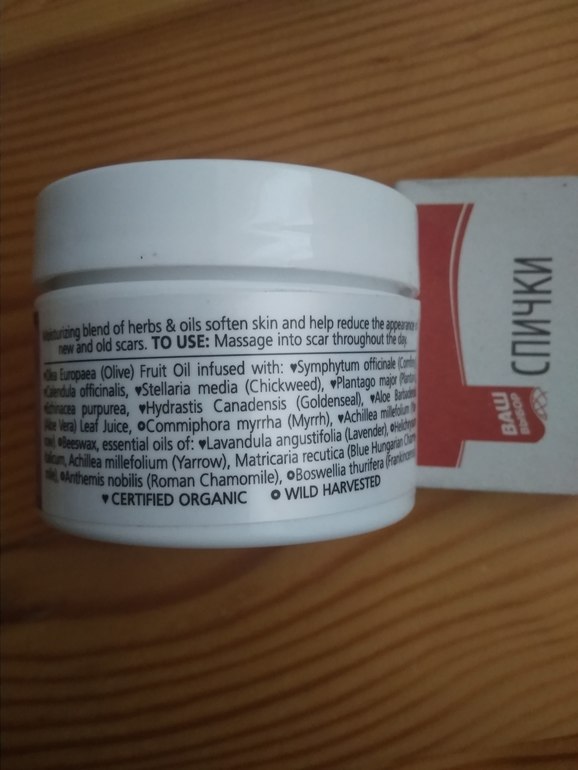 Moisturizing blend of herbs & oils soften skin and help reduce the appearance
new and old scars. TO USE: Massage into scar throughout the day.
Olea Europaea (Olive) Fruit Oil infused with: ♥Symphytum officinale
♥Calendula officinalis, ♥Stellaria media (Chickweed), ♥Plantago major
♥Echinacea purpurea, ♥Hydrastis Canadensis (Goldenseal), ♥Aloe
(Aloe Vera) Leaf Juice, ✪Commiphora myrrha (Myrrh), ♥Achillea millefolium
✪Beeswax, essential oils of: ♥Lavandula angustifolia (Lavender),
italicum, Achillea millefolium (Yarrow), Matricaria recutica (Blue Hungarian
✪Anthemis nobilis (Roman Chamomile), ✪Boswellia thurifera
♥ CERTIFIED ORGANIC ✪ WILD HARVESTED
СПИЧКИ
ВАШ
ВЫБОР